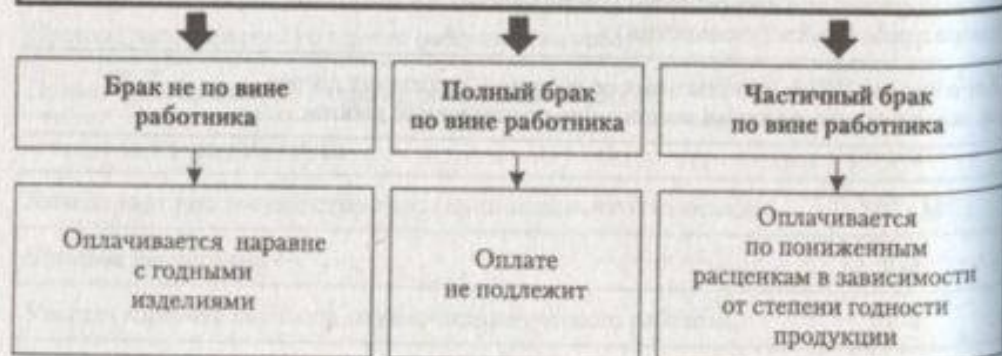 Брак не по вине
работника
Полный брак
по вине работника
Частичный брак
по вине работника
Оплачивается наравне
с годными
изделиями
Оплате
не подлежит
Оплачивается
по пониженным
расценкам в зависимости
от степени годности
продукции